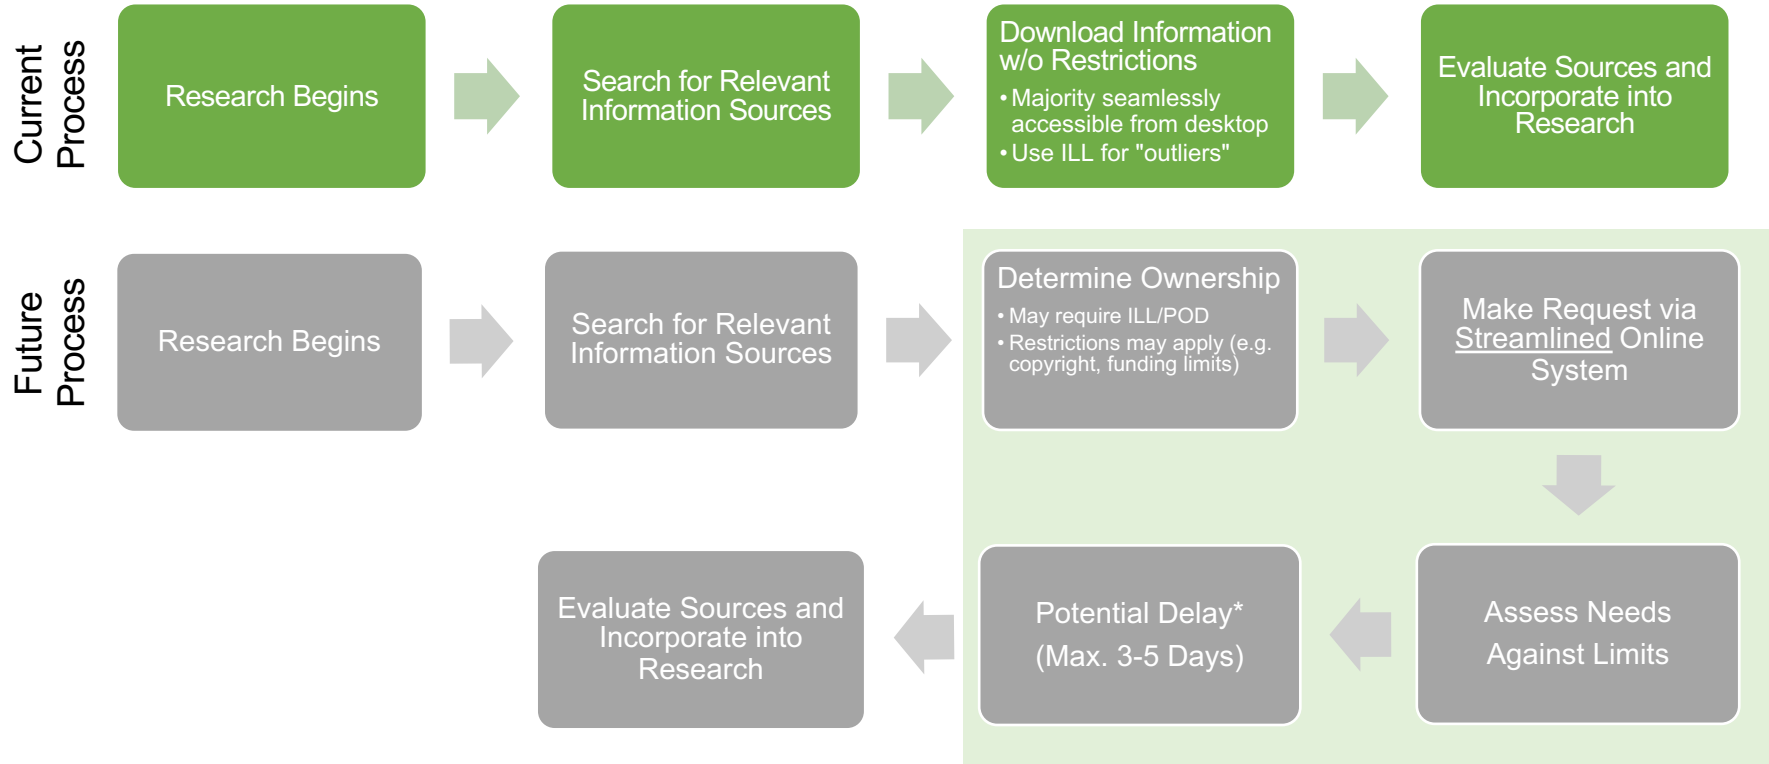 Current
Process
Research Begins
Search for Relevant
Information Sources
Download Information
w/o Restrictions
• Majority seamlessly
accessible from desktop
• Use ILL for "outliers"
Evaluate Sources and
Incorporate into
Research
Future
Process
Research Begins
Search for Relevant
Information Sources
Determine Ownership
• May require ILL/POD
• Restrictions may apply (e.g.
copyright, funding limits)
Make Request via
Streamlined Online
System
Evaluate Sources and
Incorporate into
Research
Potential Delay*
(Max. 3-5 Days)
Assess Needs
Against Limits